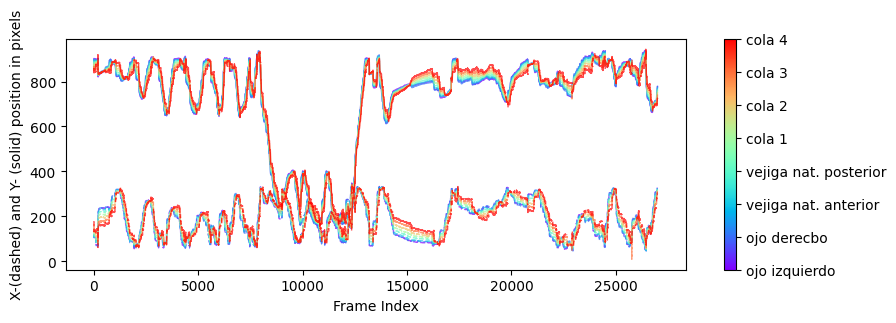 X-(dashed) and Y- (solid) position in pixels
800
600
400
200
0
0
5000
10000
15000
20000
25000
Frame Index
cola 4
cola 3
cola 2
cola 1
vejiga nat. posterior
vejiga nat. anterior
ojo derecbo
ojo izquierdo